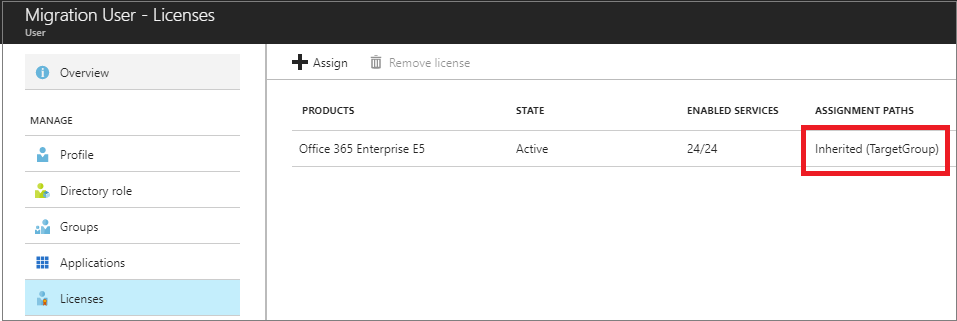 Migration User - Licenses
User
Overview
MANAGE
Profile
Directory role
Groups
Applications
Licenses
Assign
Remove license
PRODUCTS STATE ENABLED SERVICES ASSIGNMENT PATHS
Office 365 Enterprise E5 Active 24/24 Inherited (TargetGroup)